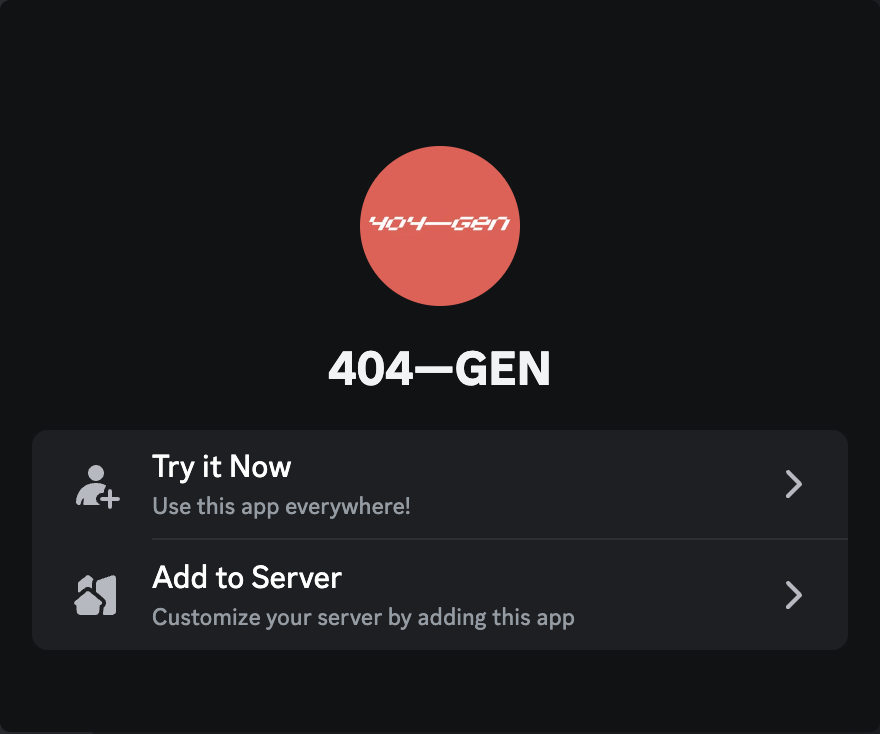 404—GEN
404—GEN
Try it Now
Use this app everywhere!
Add to Server
Customize your server by adding this app